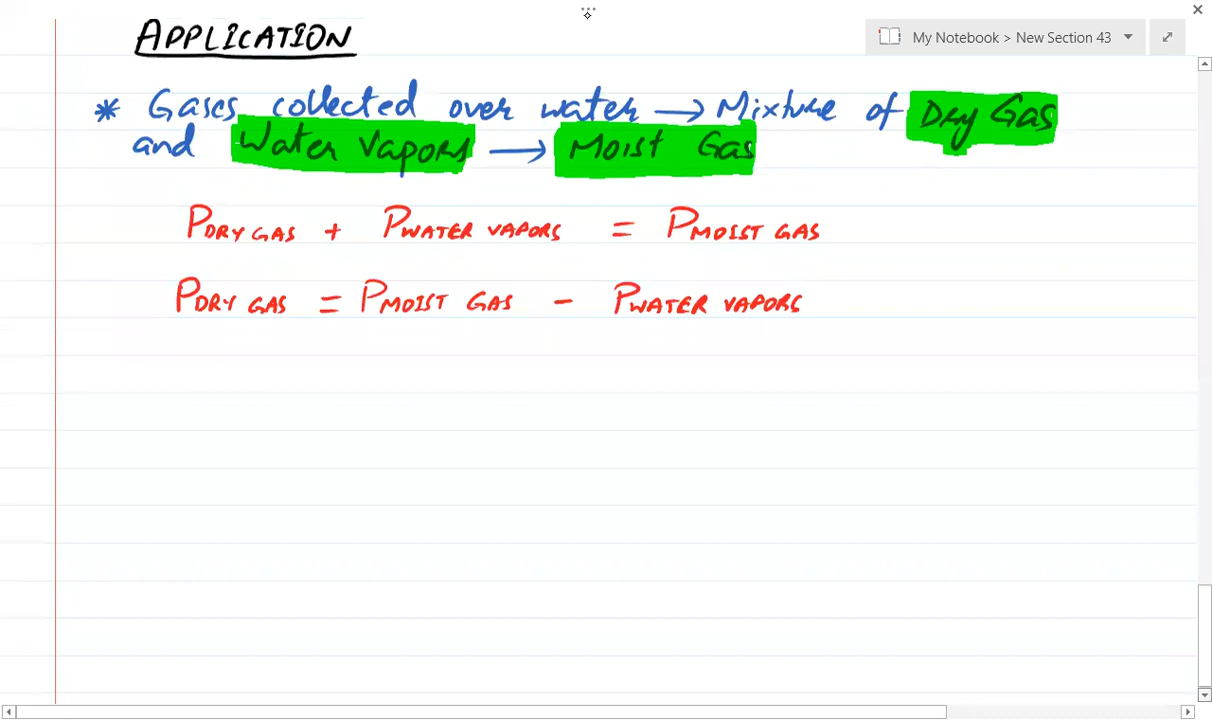 APPLICATION
My Notebook > New Section 43
* Gases collected over water → Mixture of Dry Gas
and Water Vapors → Moist Gas
PDRY GAS + PWATER VAPORS = PMOIST GAS
PDRY GAS = PMOIST GAS - PWATER VAPORS